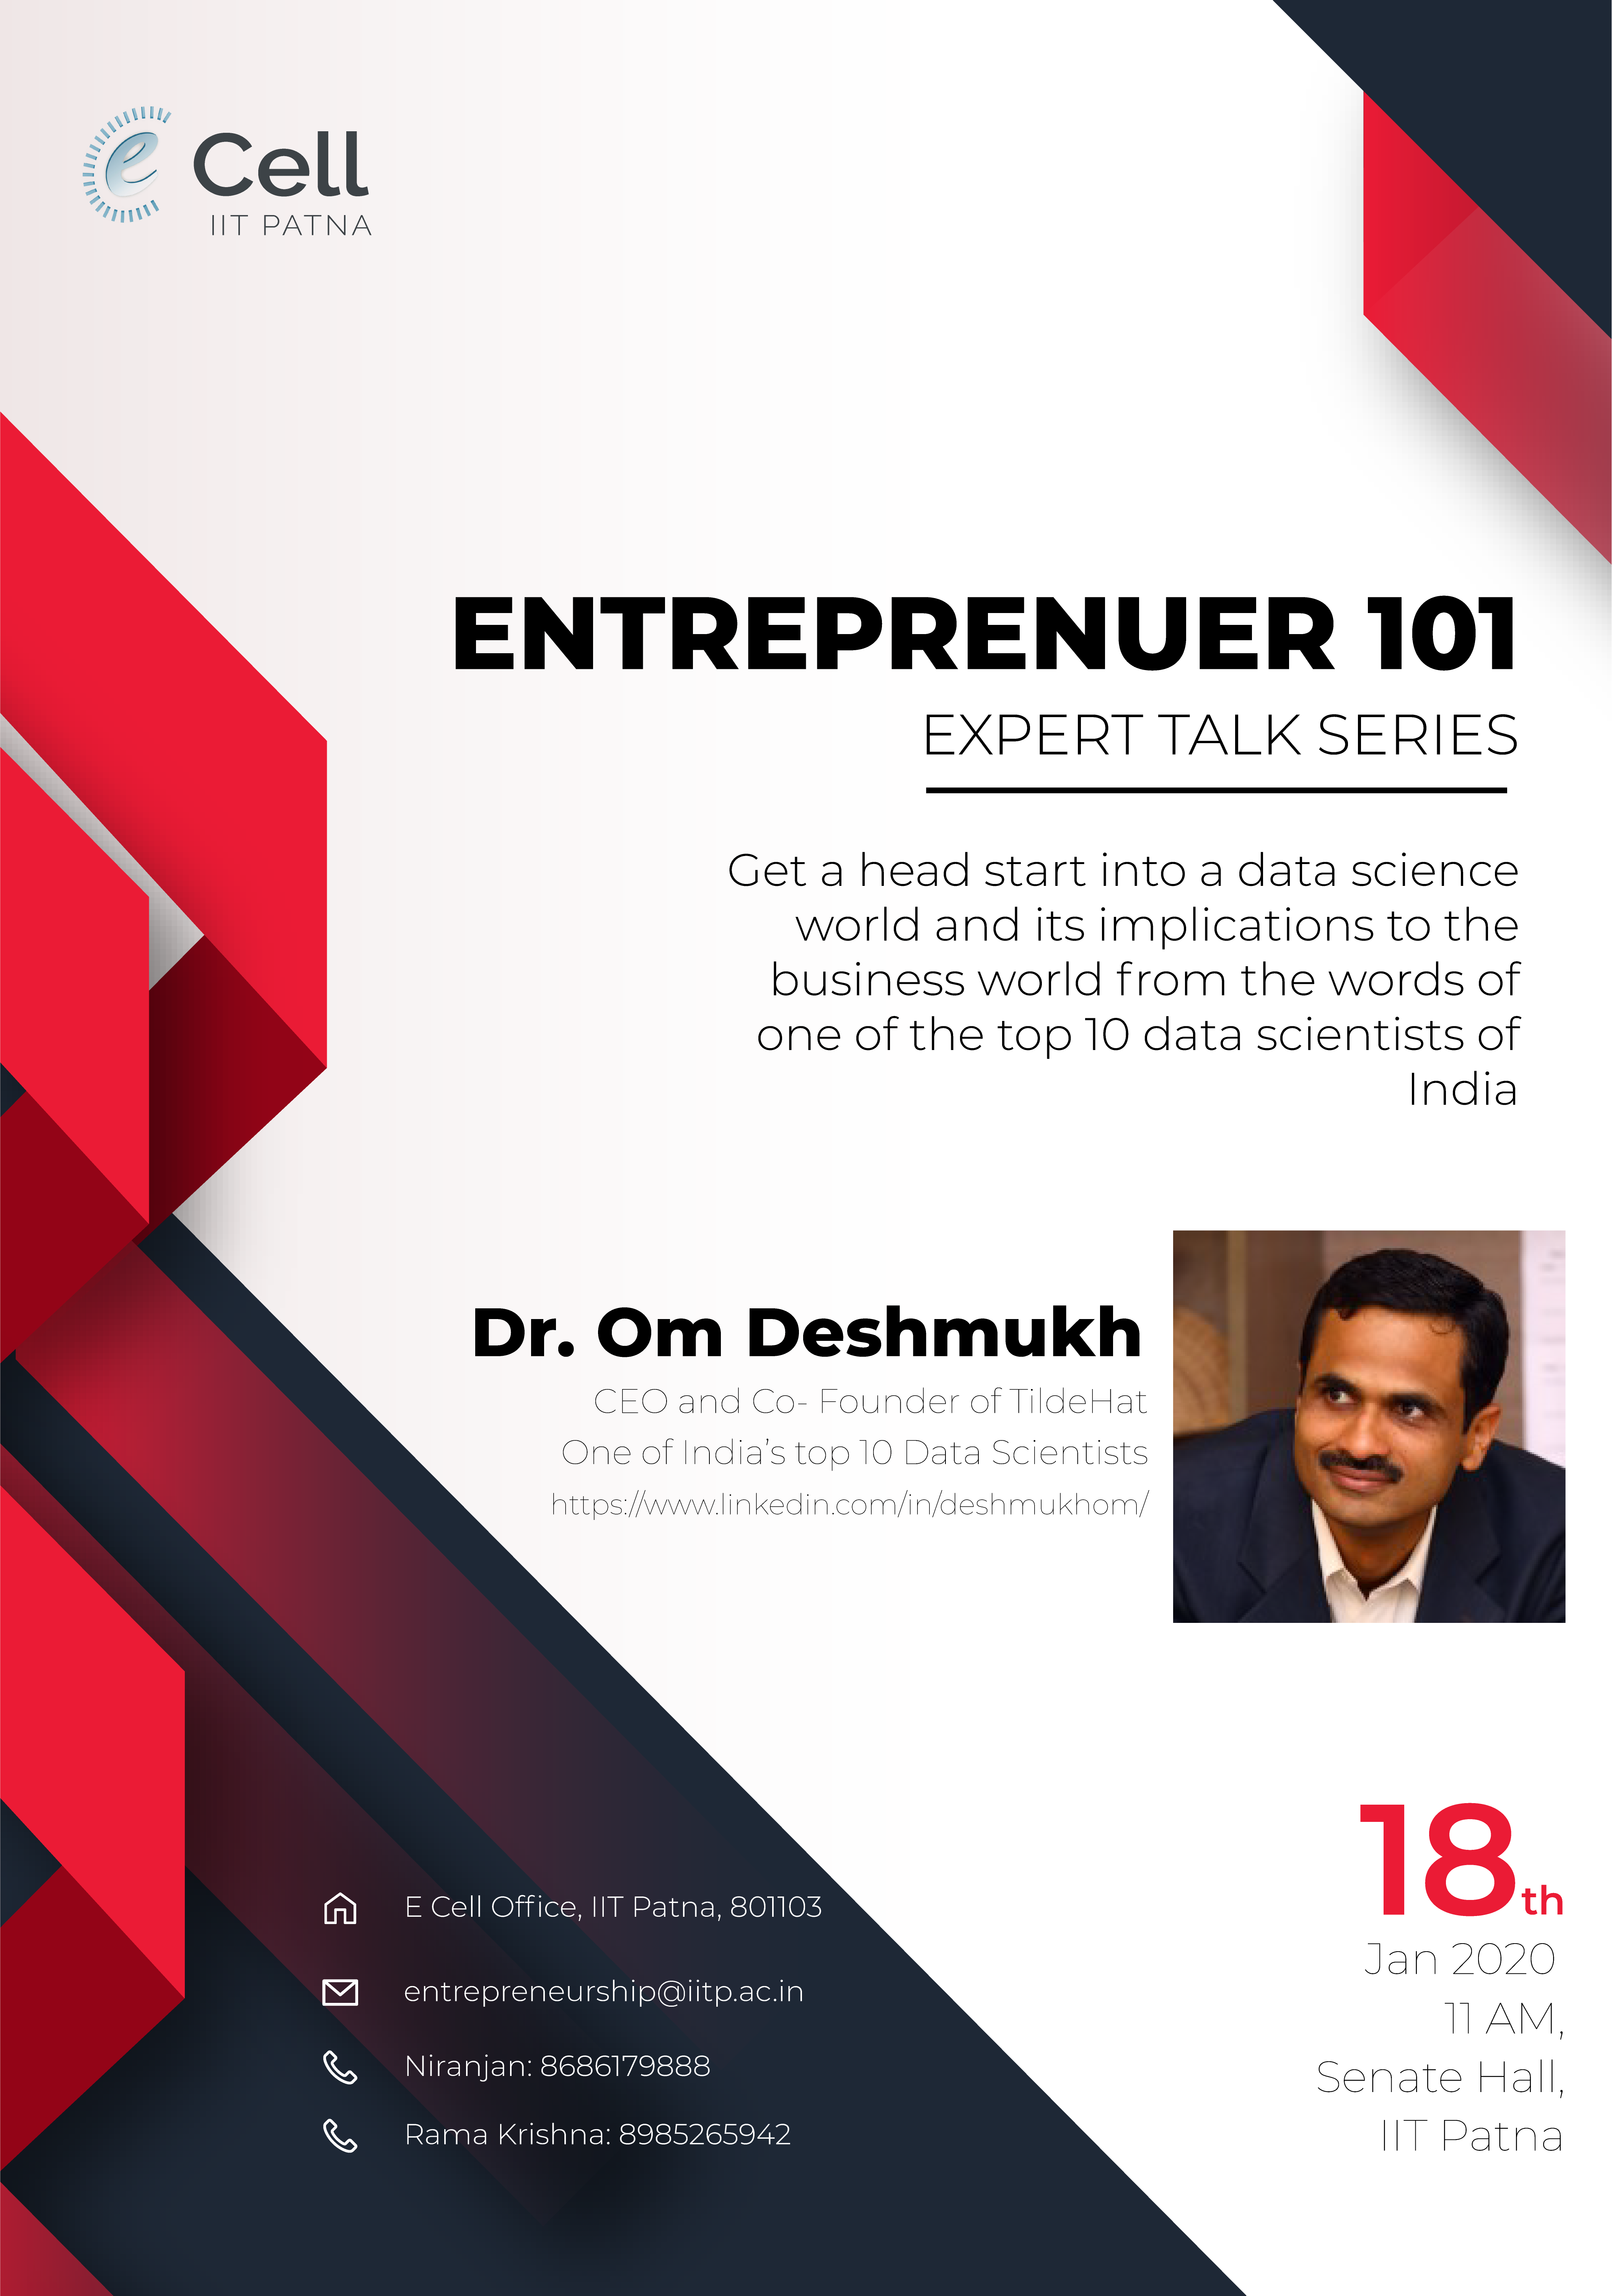 e Cell
IIT PATNA
ENTREPRENUER 101
EXPERT TALK SERIES
Get a head start into a data science
world and its implications to the
business world from the words of
one of the top 10 data scientists of
India
Dr. Om Deshmukh
CEO and Co- Founder of TildeHat
One of India's top 10 Data Scientists
https://www.linkedin.com/in/deshmukhom/
18th
Jan 2020
11 AM,
Senate Hall,
IIT Patna
E Cell Office, IIT Patna, 801103
entrepreneurship@iitp.ac.in
Niranjan: 8686179888
Rama Krishna: 8985265942